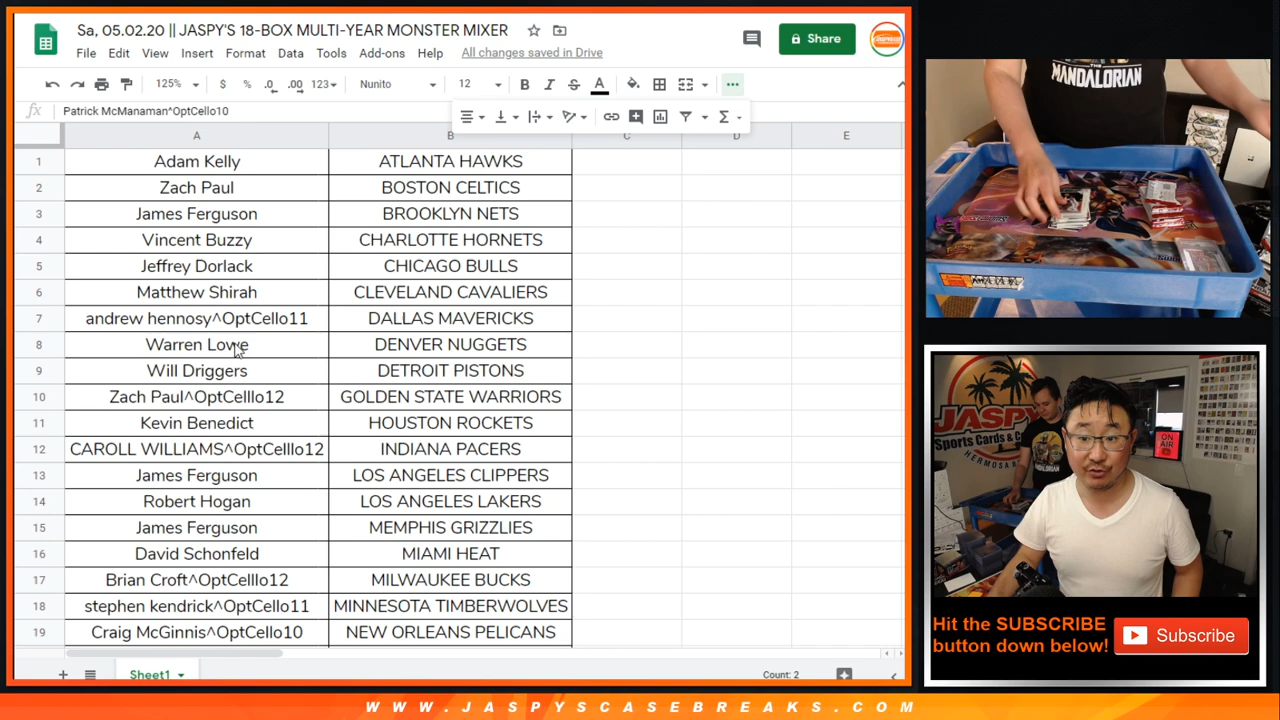 Sa, 05.02.20 || JASPY'S 18-BOX MULTI-YEAR MONSTER MIXER
File Edit View Insert Format Data Tools Add-ons Help All changes saved in Drive
Share
125% $ % .0 .00 123 Nunito 12 B I S A
fx Patrick McManaman^OptCello10
A B C D E
1 Adam Kelly ATLANTA HAWKS
2 Zach Paul BOSTON CELTICS
3 James Ferguson BROOKLYN NETS
4 Vincent Buzzy CHARLOTTE HORNETS
5 Jeffrey Dorlack CHICAGO BULLS
6 Matthew Shirah CLEVELAND CAVALIERS
7 andrew hennosy^OptCello11 DALLAS MAVERICKS
8 Warren Lowe DENVER NUGGETS
9 Will Driggers DETROIT PISTONS
10 Zach Paul^OptCelllo12 GOLDEN STATE WARRIORS
11 Kevin Benedict HOUSTON ROCKETS
12 CAROLL WILLIAMS^OptCelllo12 INDIANA PACERS
13 James Ferguson LOS ANGELES CLIPPERS
14 Robert Hogan LOS ANGELES LAKERS
15 James Ferguson MEMPHIS GRIZZLIES
16 David Schonfeld MIAMI HEAT
17 Brian Croft^OptCelllo12 MILWAUKEE BUCKS
18 stephen kendrick^OptCello11 MINNESOTA TIMBERWOLVES
19 Craig McGinnis^OptCello10 NEW ORLEANS PELICANS
Sheet1
Count: 2
THE
MANDALORIAN
JASPY
Sports Cards & C
HERMOSA B
MANDALORIAN
ON
AIR
Hit the SUBSCRIBE
button down below!
Subscribe
WWW.JASPYSCASEBREAKS.COM